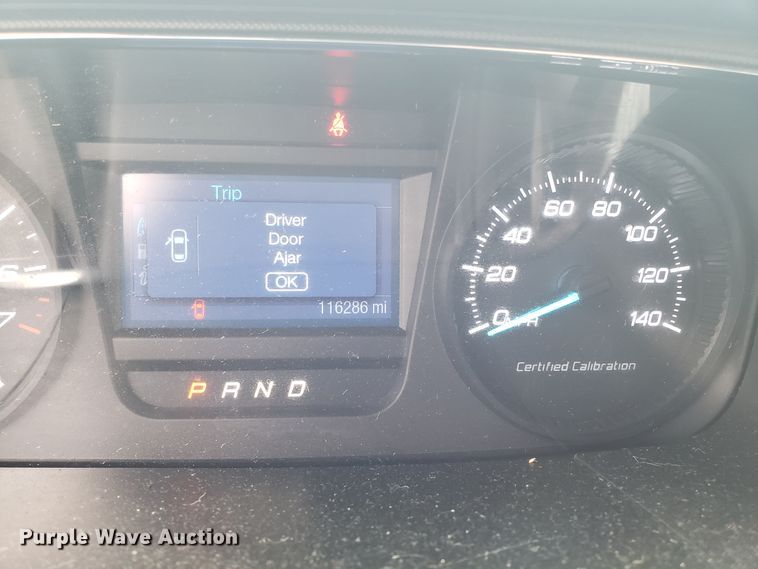 Trip
Driver
Door
Ajar
OK
116286 mi
P R N D
0
20
40
60
80
100
120
140
Certified Calibration
Purple Wave Auction